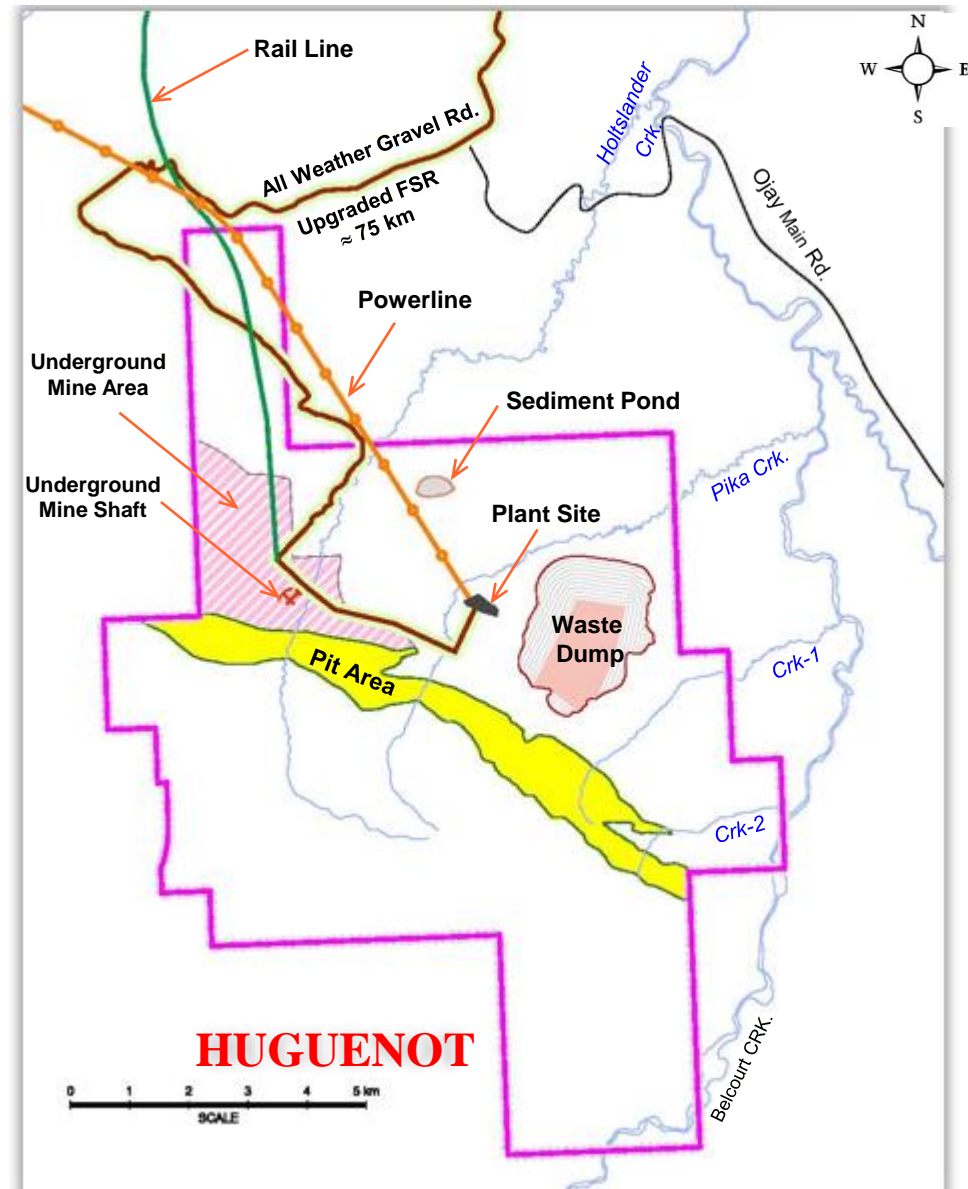 N
W
E
S
Rail Line
Holtslander
Crk.
All Weather Gravel Rd.
Upgraded FSR
≈ 75 km
Ojay Main Rd.
Powerline
Underground
Mine Area
Sediment Pond
Pika Crk.
Underground
Mine Shaft
Plant Site
Waste
Dump
Pit Area
Crk-1
Crk-2
HUGUENOT
Belcourt CRK.
0 1 2 3 4 5 km
SCALE